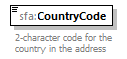 sfa:CountryCode
2-character code for the
country in the address